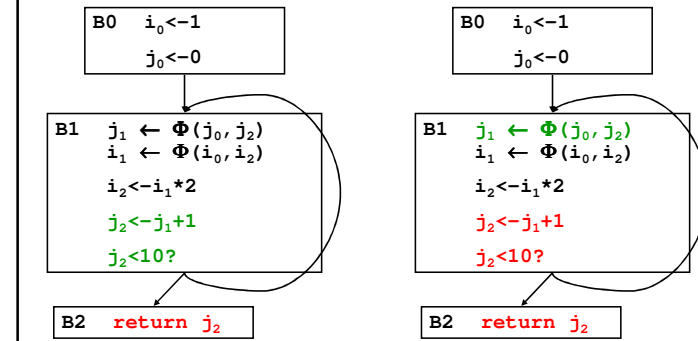 B0 i₀<-1
j₀<-0
B1 j₁ ← Φ(j₀,j₂)
i₁ ← Φ(i₀,i₂)
i₂<-i₁*2
j₂<-j₁+1
j₂<10?
B2 return j₂
B0 i₀<-1
j₀<-0
B1 j₁ ← Φ(j₀,j₂)
i₁ ← Φ(i₀,i₂)
i₂<-i₁*2
j₂<-j₁+1
j₂<10?
B2 return j₂